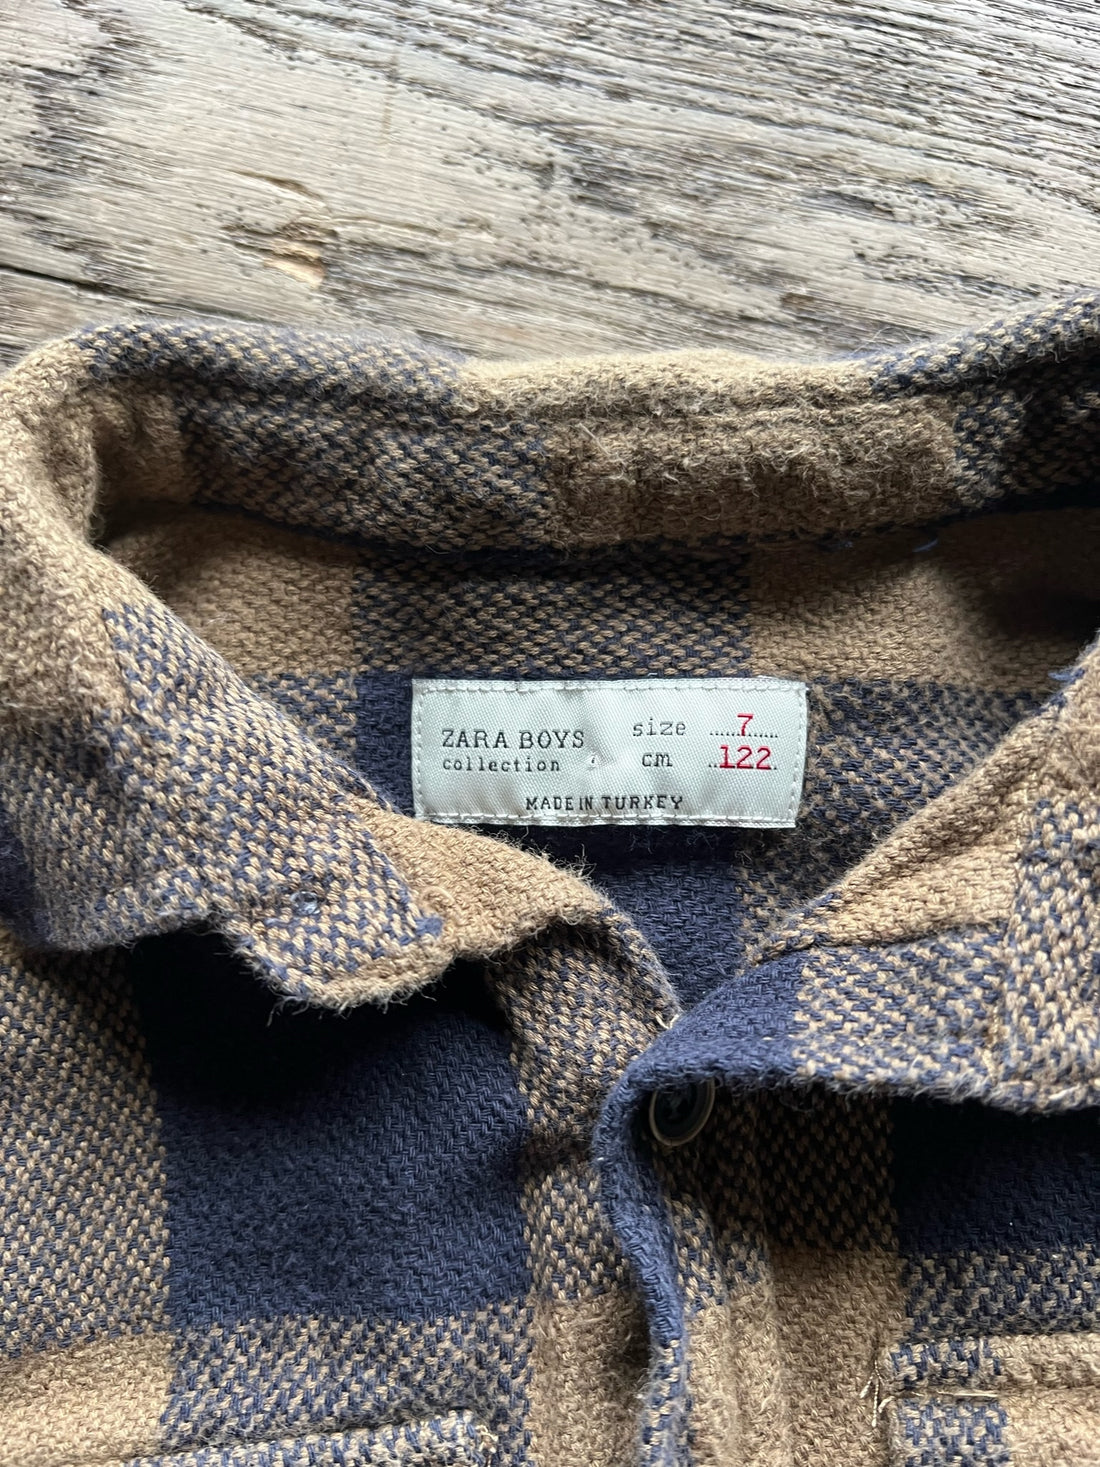 ZARA BOYS size 7
collection cm 122
MADE IN TURKEY